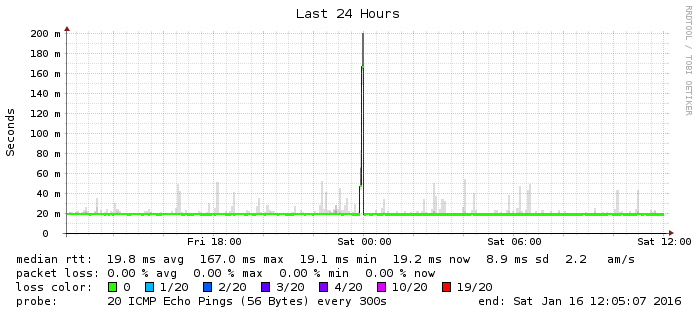 Last 24 Hours
RRDTOOL / TOBI OETIKER
Seconds
200 m
180 m
160 m
140 m
120 m
100 m
80 m
60 m
40 m
20 m
0
Fri 18:00 Sat 00:00 Sat 06:00 Sat 12:00
median rtt: 19.8 ms avg 167.0 ms max 19.1 ms min 19.2 ms now 8.9 ms sd 2.2 am/s
packet loss: 0.00 % avg 0.00 % max 0.00 % min 0.00 % now
loss color: 0 1/20 2/20 3/20 4/20 10/20 19/20
probe: 20 ICMP Echo Pings (56 Bytes) every 300s end: Sat Jan 16 12:05:07 2016